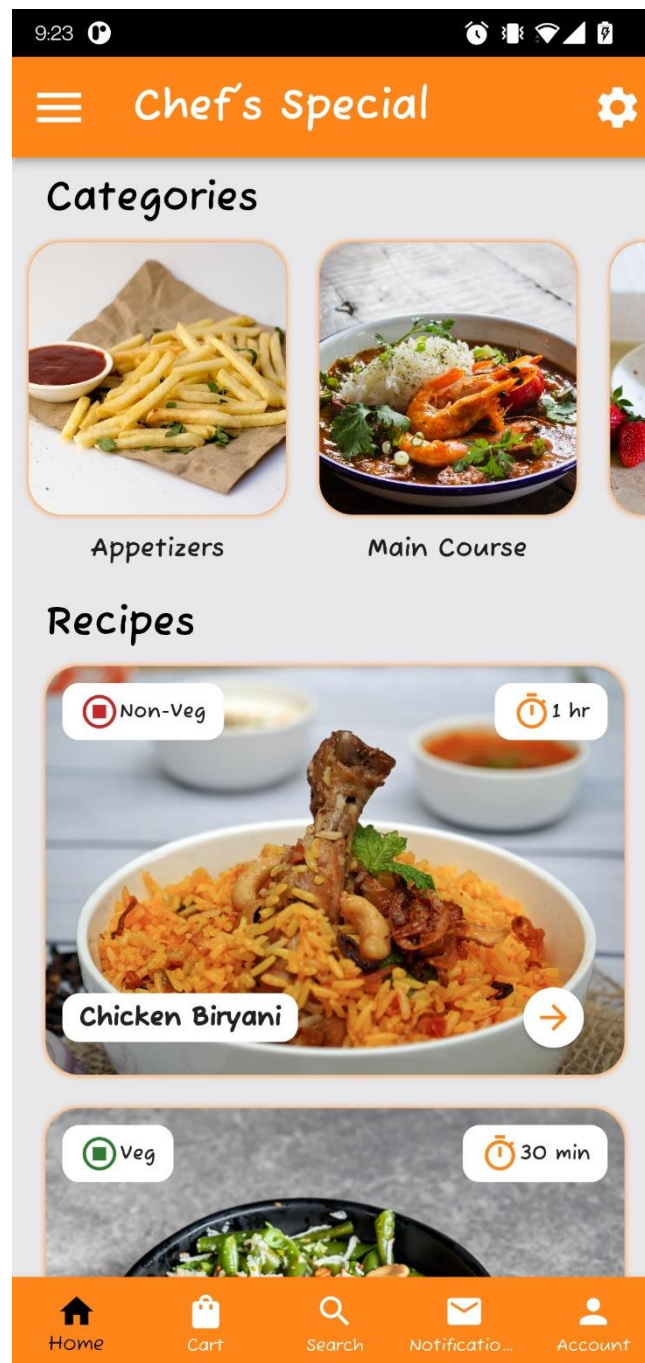 9:23
Chef's Special
Categories
Appetizers
Main Course
Recipes
Non-Veg
1 hr
Chicken Biryani
Veg
30 min
Home
Cart
Search
Notificatio...
Account